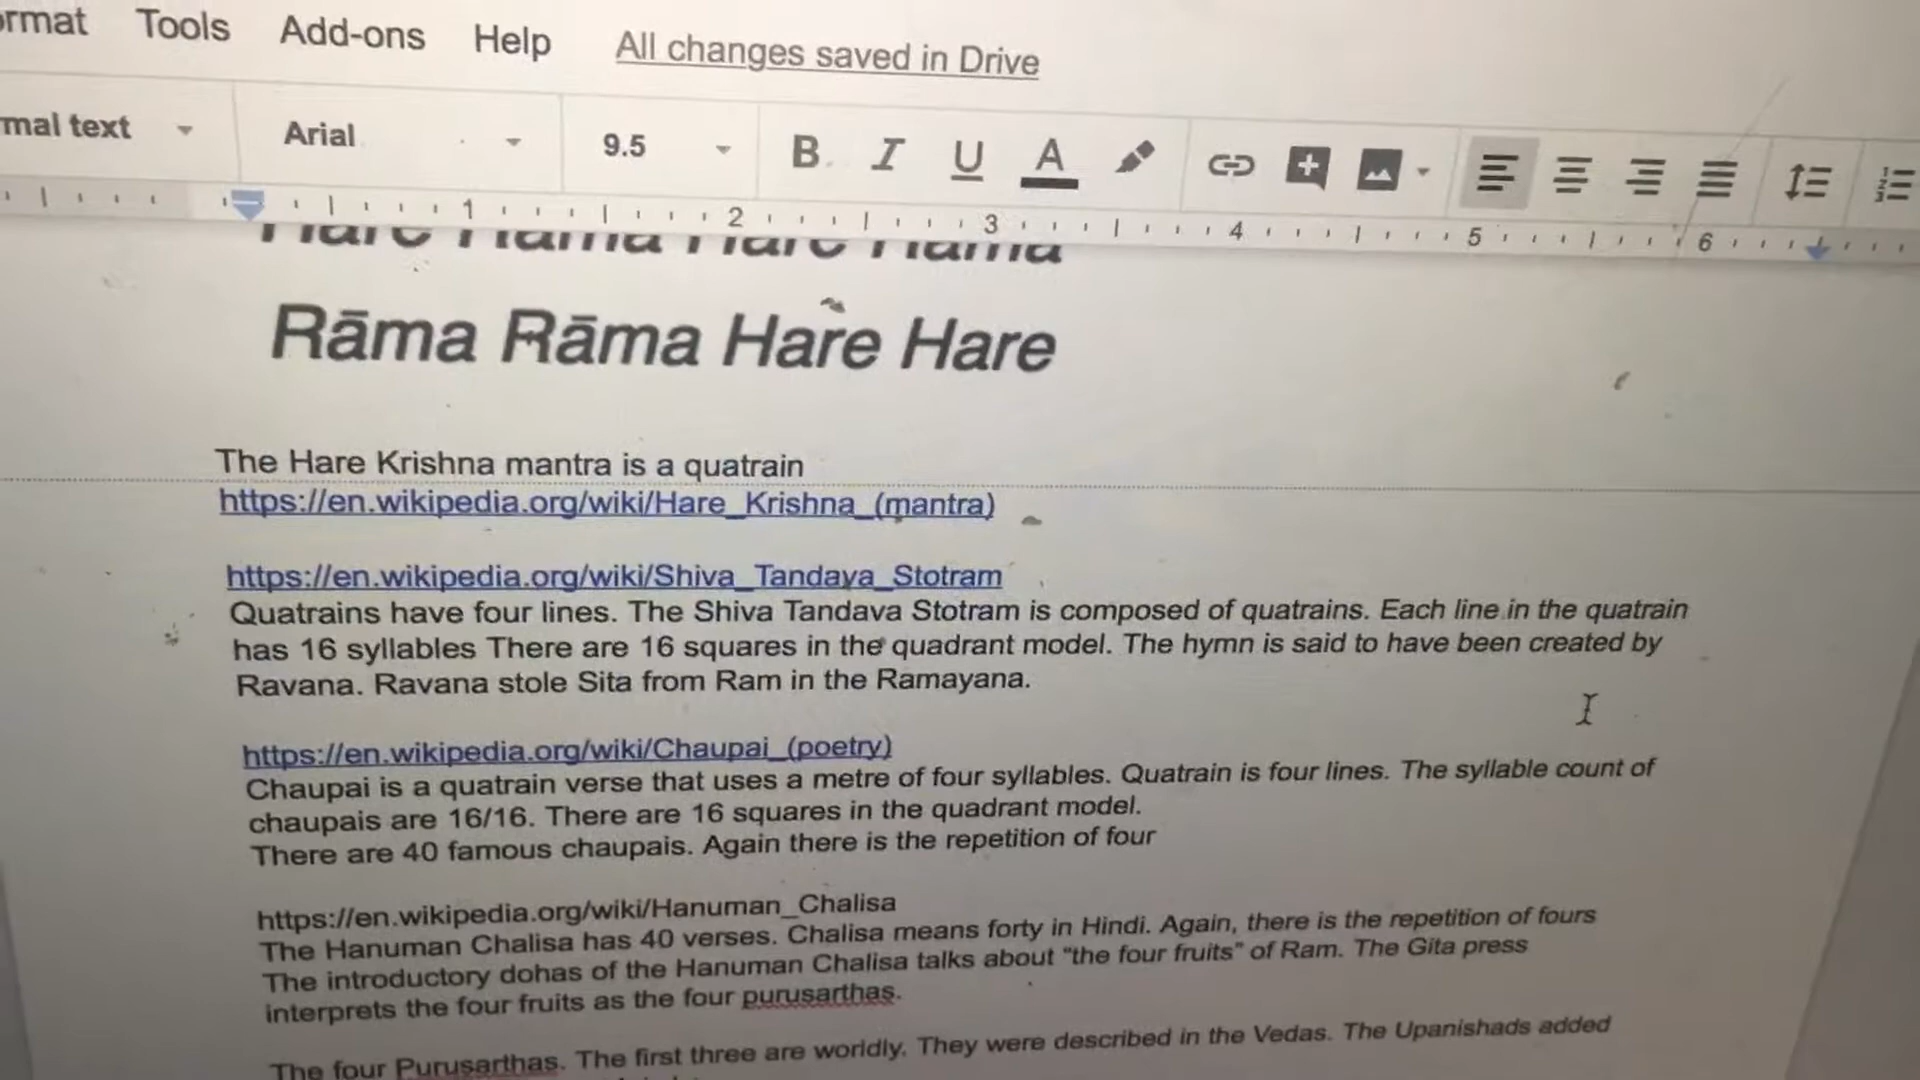 Tools Add-ons Help All changes saved in Drive
text Arial 9.5 B I U A
1 2 3 4 5 6
Hare Rāma Hare Rāma
Rāma Rāma Hare Hare
The Hare Krishna mantra is a quatrain
https://en.wikipedia.org/wiki/Hare_Krishna_(mantra)
https://en.wikipedia.org/wiki/Shiva_Tandava_Stotram
Quatrains have four lines. The Shiva Tandava Stotram is composed of quatrains. Each line in the quatrain
has 16 syllables There are 16 squares in the quadrant model. The hymn is said to have been created by
Ravana. Ravana stole Sita from Ram in the Ramayana.
https://en.wikipedia.org/wiki/Chaupai_(poetry)
Chaupai is a quatrain verse that uses a metre of four syllables. Quatrain is four lines. The syllable count of
chaupais are 16/16. There are 16 squares in the quadrant model.
There are 40 famous chaupais. Again there is the repetition of four
https://en.wikipedia.org/wiki/Hanuman_Chalisa
The Hanuman Chalisa has 40 verses. Chalisa means forty in Hindi. Again, there is the repetition of fours
The introductory dohas of the Hanuman Chalisa talks about "the four fruits" of Ram. The Gita press
interprets the four fruits as the four purusarthas.
The four Purusarthas. The first three are worldly. They were described in the Vedas. The Upanishads added